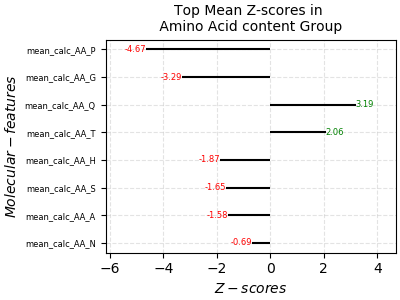 Top Mean Z-scores in
Amino Acid content Group
Molecular − features
mean_calc_AA_P
-4.67
mean_calc_AA_G
-3.29
mean_calc_AA_Q
3.19
mean_calc_AA_T
2.06
mean_calc_AA_H
-1.87
mean_calc_AA_S
-1.65
mean_calc_AA_A
-1.58
mean_calc_AA_N
-0.69
−6 −4 −2 0 2 4
Z − scores